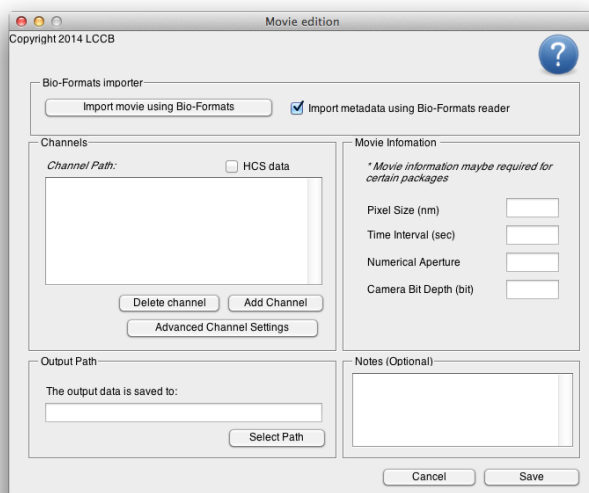 Movie edition
Copyright 2014 LCCB
?
Bio-Formats importer
Import movie using Bio-Formats
Import metadata using Bio-Formats reader
Channels
Channel Path:
HCS data
Delete channel
Add Channel
Advanced Channel Settings
Movie Infomation
* Movie information maybe required for
certain packages
Pixel Size (nm)
Time Interval (sec)
Numerical Aperture
Camera Bit Depth (bit)
Output Path
The output data is saved to:
Select Path
Notes (Optional)
Cancel
Save